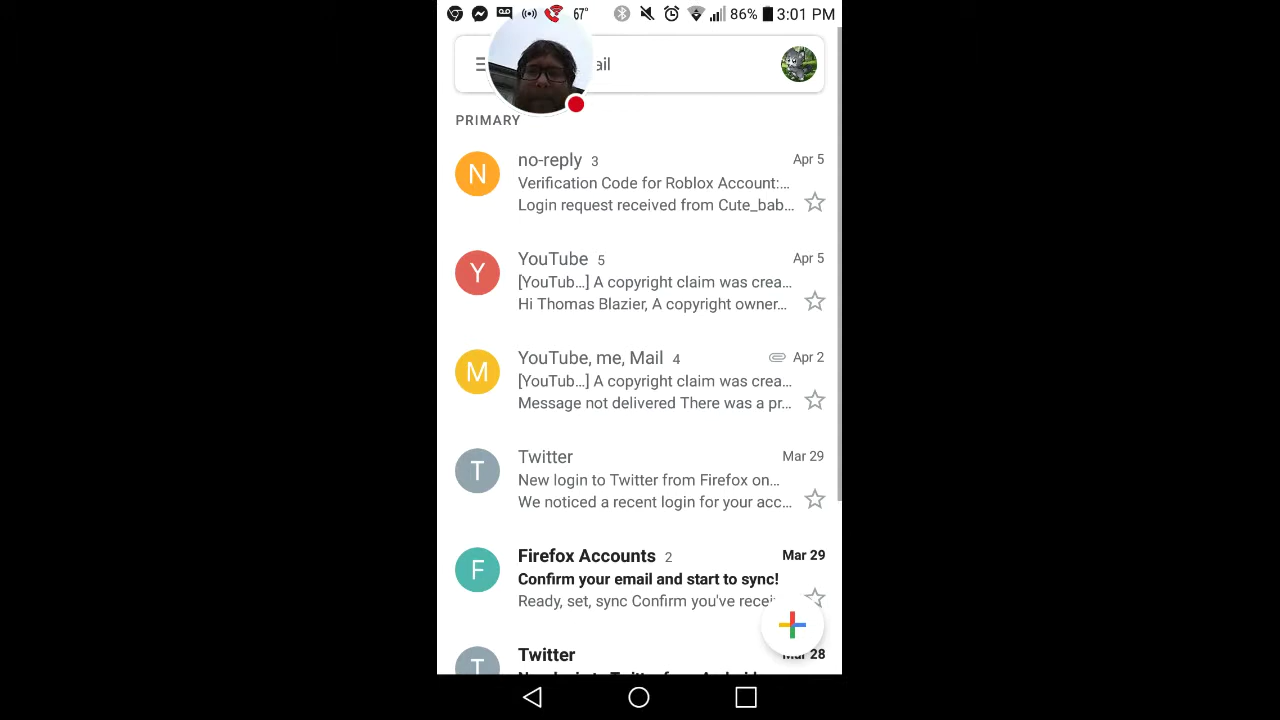 67° 86% 3:01 PM
ail
PRIMARY
N no-reply 3 Apr 5
Verification Code for Roblox Account:...
Login request received from Cute_bab...
Y YouTube 5 Apr 5
[YouTub...] A copyright claim was crea...
Hi Thomas Blazier, A copyright owner...
M YouTube, me, Mail 4 Apr 2
[YouTub...] A copyright claim was crea...
Message not delivered There was a pr...
T Twitter Mar 29
New login to Twitter from Firefox on...
We noticed a recent login for your acc...
F Firefox Accounts 2 Mar 29
Confirm your email and start to sync!
Ready, set, sync Confirm you've recei
T Twitter Mar 28